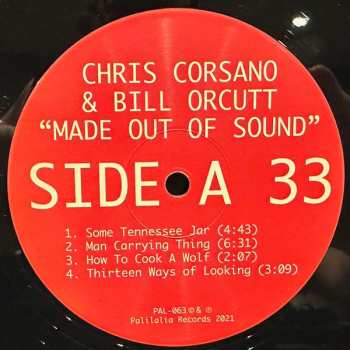 CHRIS CORSANO
& BILL ORCUTT
“MADE OUT OF SOUND”
SIDE A 33
1. Some Tennessee Jar (4:43)
2. Man Carrying Thing (6:31)
3. How To Cook A Wolf (2:07)
4. Thirteen Ways of Looking (3:09)
PAL-063 © & ℗
Palilalia Records 2021